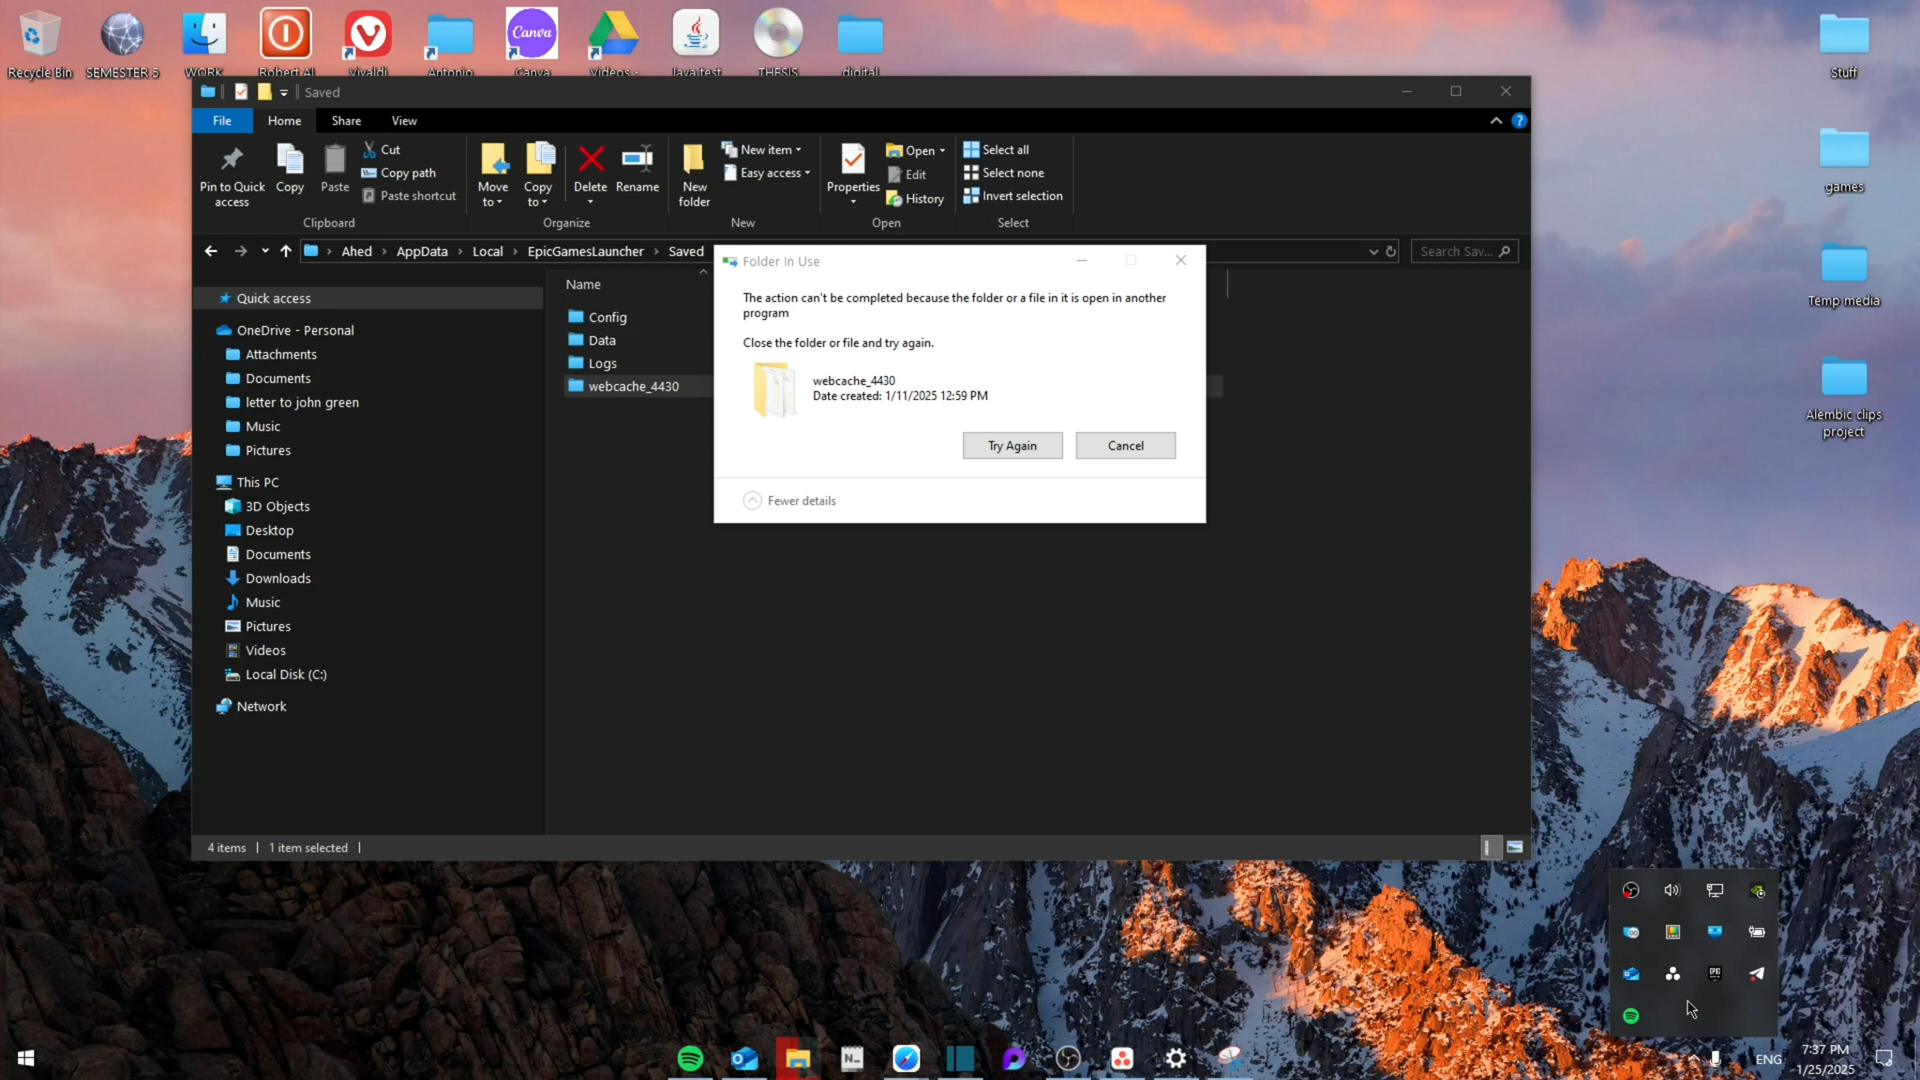 Recycle Bin
SEMESTER 5
WORK
Robert AI
Vivaldi
Antonio
Canva
Canva
Videos -
Java test
THESIS
digital
Stuff
games
Temp media
Alembic clips
project
Saved
File
Home
Share
View
Pin to Quick
access
Copy
Paste
Cut
Copy path
Paste shortcut
Clipboard
Move
to
Copy
to
Delete
Rename
Organize
New
folder
New item
Easy access
New
Properties
Open
Edit
History
Open
Select all
Select none
Invert selection
Select
Ahed
AppData
Local
EpicGamesLauncher
Saved
Search Sav...
Quick access
OneDrive - Personal
Attachments
Documents
letter to john green
Music
Pictures
This PC
3D Objects
Desktop
Documents
Downloads
Music
Pictures
Videos
Local Disk (C:)
Network
Name
Config
Data
Logs
webcache_4430
Folder In Use
The action can't be completed because the folder or a file in it is open in another
program
Close the folder or file and try again.
webcache_4430
Date created: 1/11/2025 12:59 PM
Try Again
Cancel
Fewer details
4 items
1 item selected
EPIC
N_
ENG
7:37 PM
1/25/2025